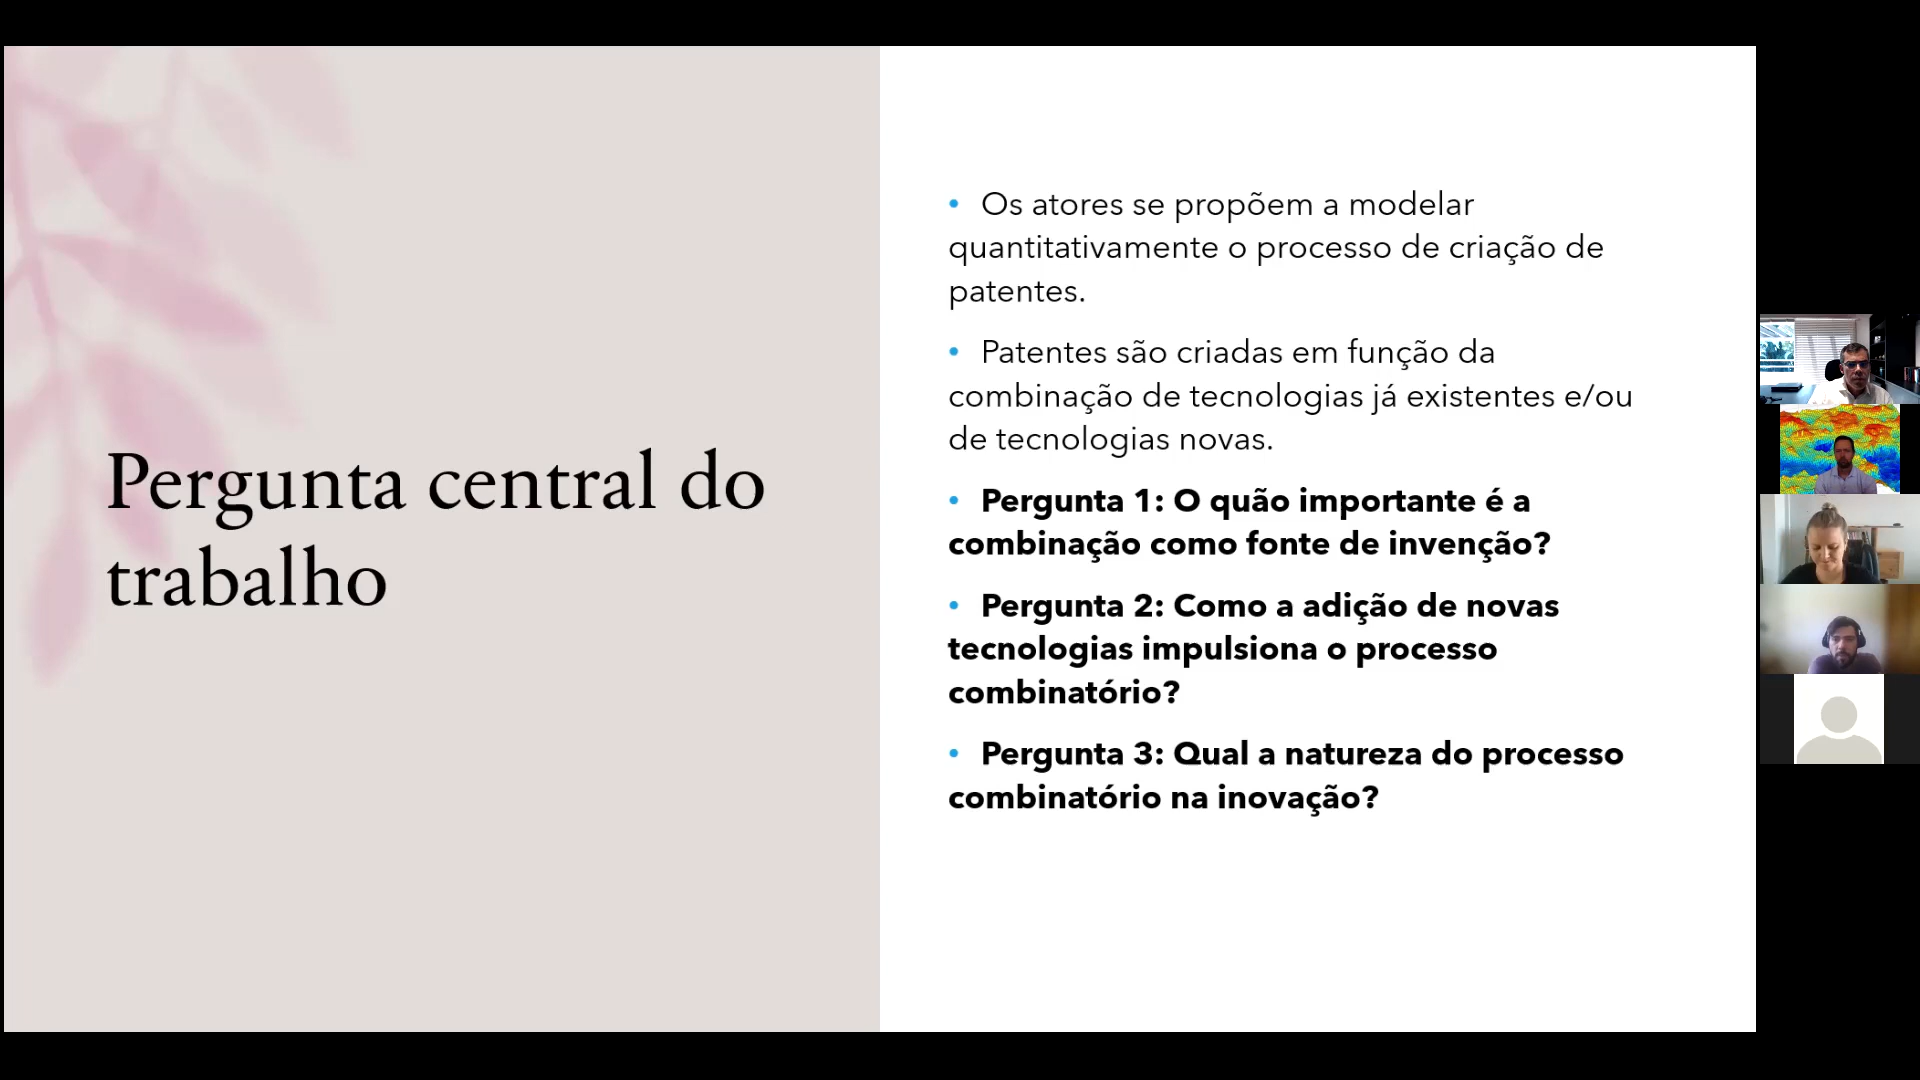 Pergunta central do
trabalho
• Os atores se propõem a modelar
quantitativamente o processo de criação de
patentes.
• Patentes são criadas em função da
combinação de tecnologias já existentes e/ou
de tecnologias novas.
• Pergunta 1: O quão importante é a
combinação como fonte de invenção?
• Pergunta 2: Como a adição de novas
tecnologias impulsiona o processo
combinatório?
• Pergunta 3: Qual a natureza do processo
combinatório na inovação?